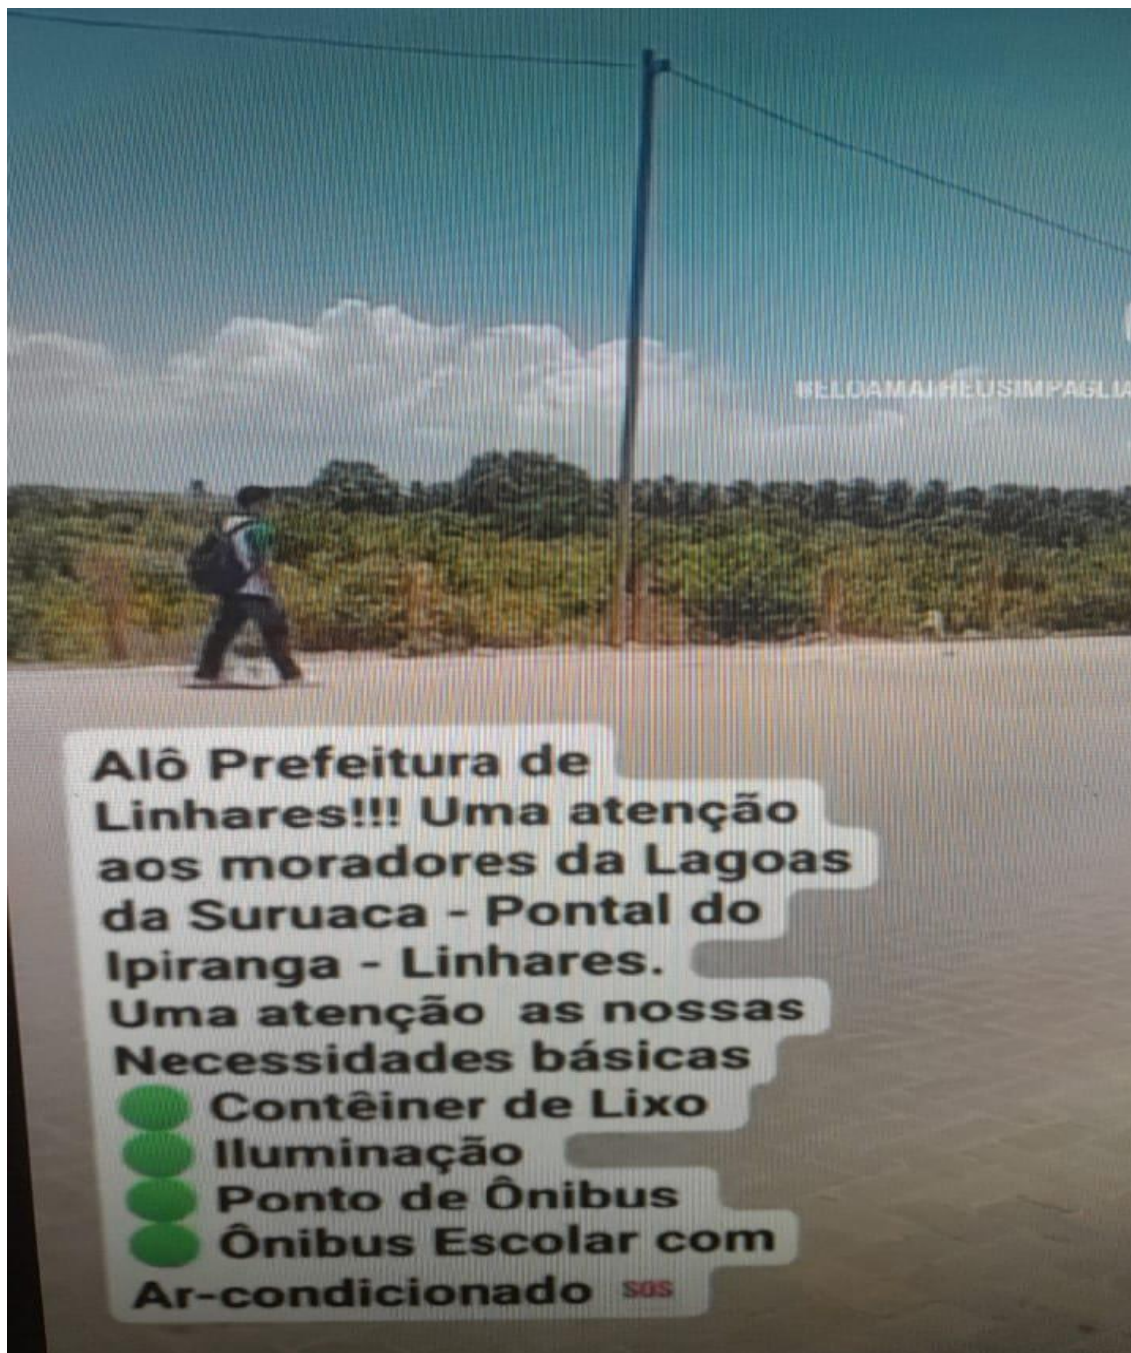 Alô Prefeitura de
Linhares!!! Uma atenção
aos moradores da Lagoas
da Suruaca - Pontal do
Ipiranga - Linhares.
Uma atenção as nossas
Necessidades básicas
🟢 Contêiner de Lixo
🟢 Iluminação
🟢 Ponto de Ônibus
🟢 Ônibus Escolar com
Ar-condicionado SOS